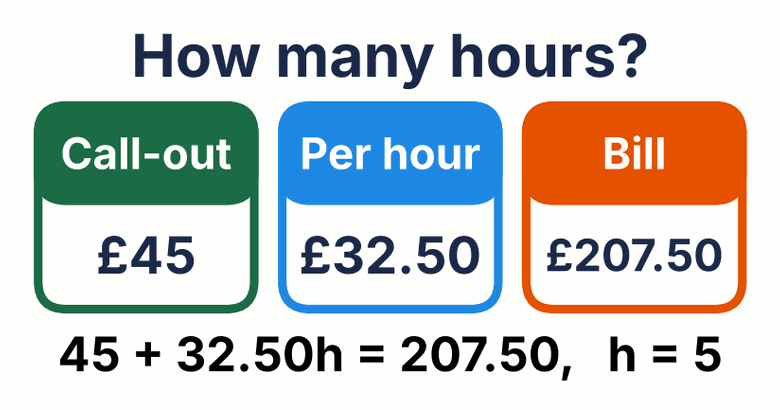 How many hours?
Call-out
Per hour
Bill
£45
£32.50
£207.50
45 + 32.50h = 207.50, h = 5